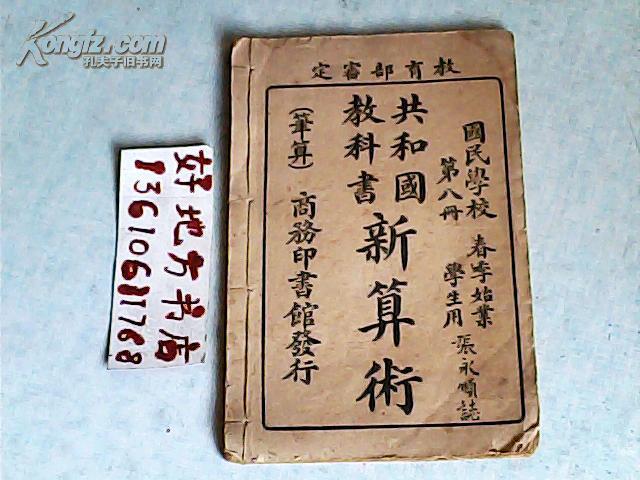 Kongfz.com
孔夫子旧书网
教育部審定
國民學校 春季始業
第八冊 學生用
張永順誌
共和國
教科書
新算術
(筆算)
商務印書館發行
好地方书店
13610681768